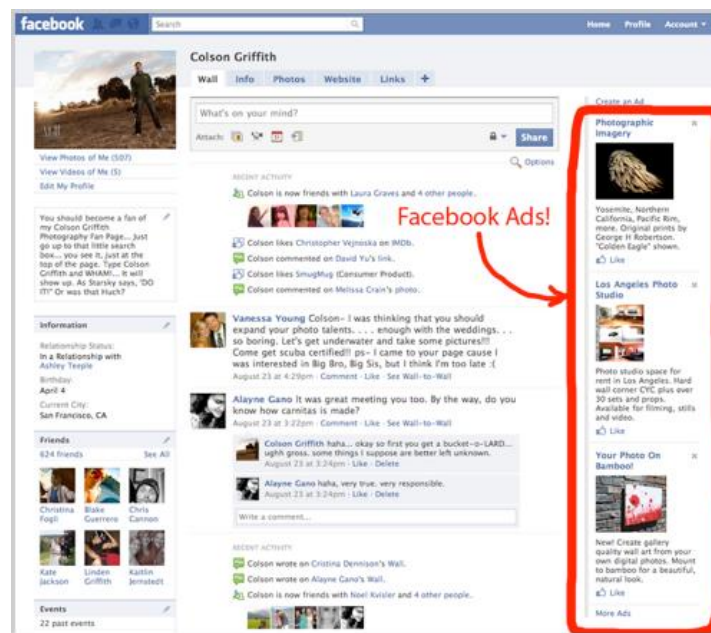 facebook
Search
Home Profile Account
Colson Griffith
Wall Info Photos Website Links +
What's on your mind?
Attach:
Share
Options
View Photos of Me (507)
View Videos of Me (5)
Edit My Profile
You should become a fan of
my Colson Griffith
Photography Fan Page... Just
go up to that little search
box... you see it, just at the
top of the page. Type Colson
Griffith and WHAM!... It will
show up. As Starsky says, "DO
IT!" Or was that Huch?
Information
Relationship Status:
In a Relationship with
Ashley Teeple
Birthday:
April 4
Current City:
San Francisco, CA
Friends
624 friends See All
Christina
Fogli
Blake
Guerrero
Chris
Cannon
Kate
Jackson
Linden
Griffith
Kaitlin
Jernstedt
Events
22 past events
RECENT ACTIVITY
Colson is now friends with Laura Graves and 4 other people.
Colson likes Christopher Vejnoska on IMDb.
Colson commented on David Yu's link.
Colson likes SmugMug (Consumer Product).
Colson commented on Melissa Crain's photo.
Facebook Ads!
Vanessa Young Colson- I was thinking that you should
expand your photo talents. . . . enough with the weddings. . .
so boring. Let's get underwater and take some pictures!!!
Come get scuba certified!! ps- I came to your page cause I
was interested in Big Bro, Big Sis, but I think I'm too late :(
August 23 at 4:29pm · Comment · Like · See Wall-to-Wall
Alayne Gano It was great meeting you too. By the way, do you
know how carnitas is made?
August 23 at 3:22pm · Comment · Like · See Wall-to-Wall
Colson Griffith haha... okay so first you get a bucket-o-LARD...
ughh gross. some things I suppose are better left unknown.
August 23 at 3:24pm · Like · Delete
Alayne Gano haha, very true. very responsible.
August 23 at 3:24pm · Like · Delete
Write a comment...
RECENT ACTIVITY
Colson wrote on Cristina Dennison's Wall.
Colson wrote on Alayne Gano's Wall.
Colson is now friends with Noel Kvisler and 4 other people.
Create an Ad
Photographic
Imagery
Yosemite, Northern
California, Pacific Rim,
more. Original prints by
George H Robertson.
"Golden Eagle" shown.
Like
Los Angeles Photo
Studio
Photo studio space for
rent in Los Angeles. Hard
wall corner CYC plus over
30 sets and props.
Available for filming, stills
and video.
Like
Your Photo On
Bamboo!
New! Create gallery
quality wall art from your
own digital photos. Mount
to bamboo for a beautiful,
natural look.
Like
More Ads